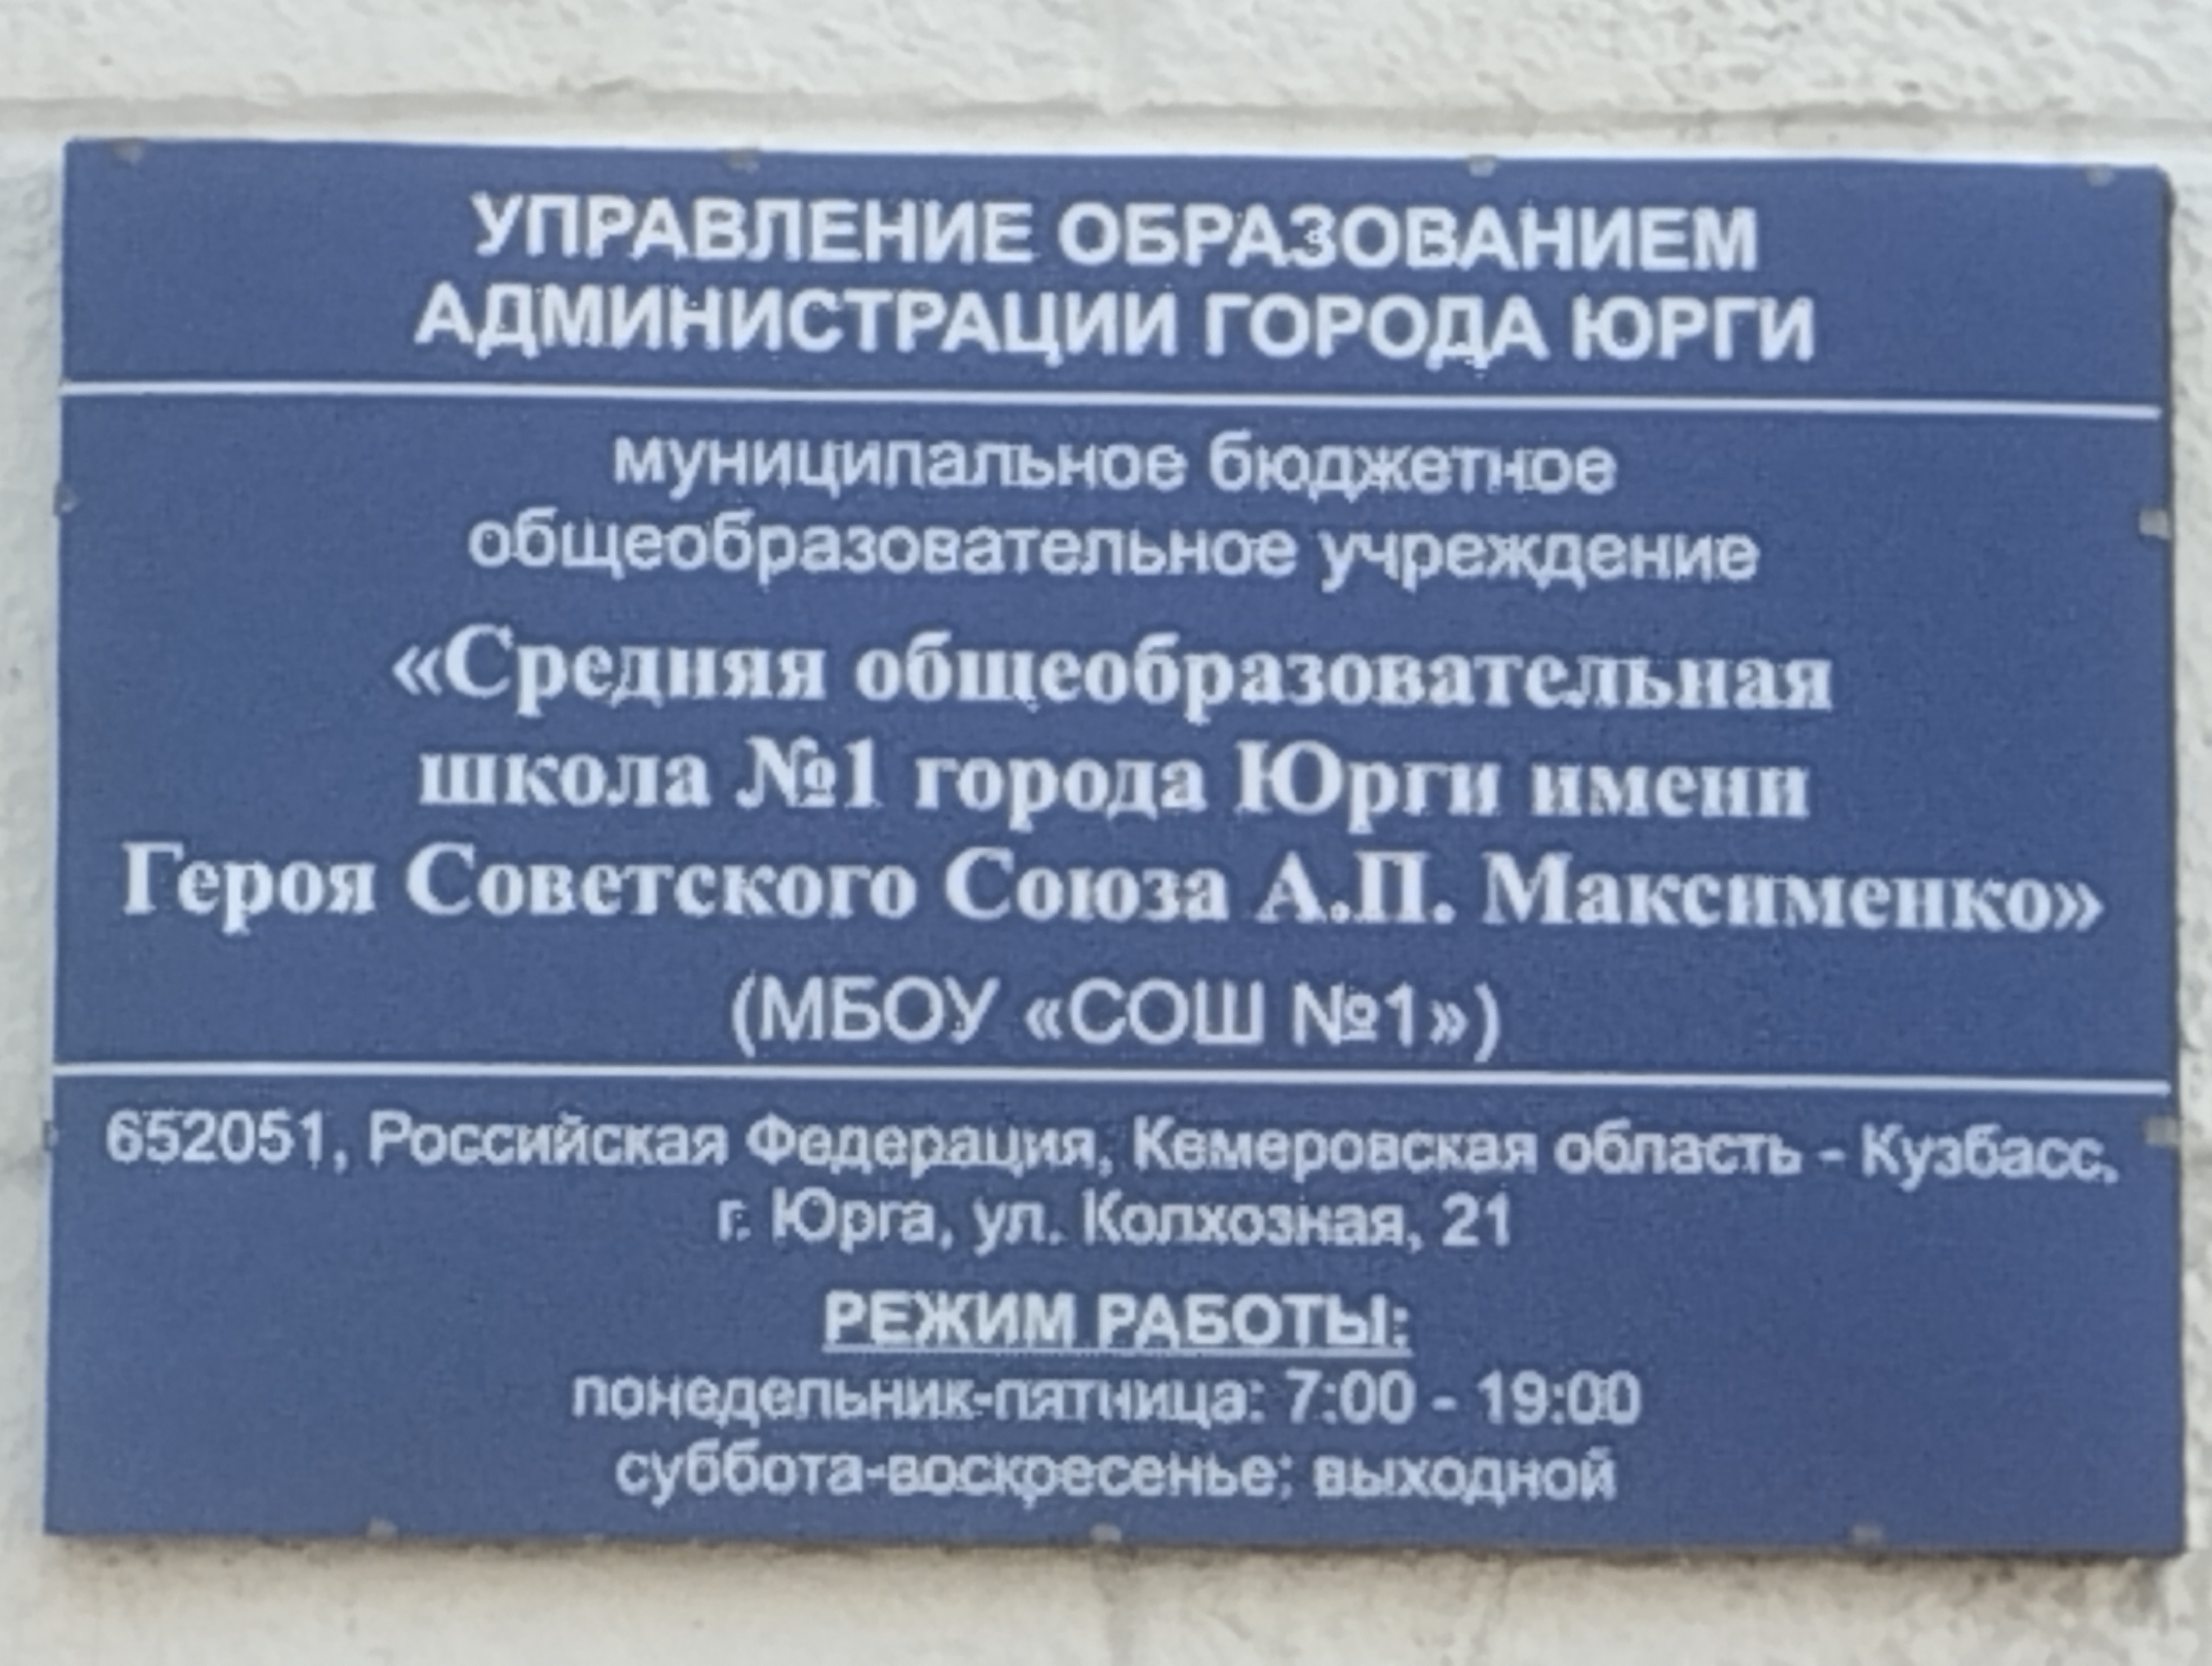 УПРАВЛЕНИЕ ОБРАЗОВАНИЕМ
АДМИНИСТРАЦИИ ГОРОДА ЮРГИ
муниципальное бюджетное
общеобразовательное учреждение
«Средняя общеобразовательная
школа №1 города Юрги имени
Героя Советского Союза А.П. Максименко»
(МБОУ «СОШ №1»)
652051, Российская Федерация, Кемеровская область - Кузбасс,
г. Юрга, ул. Колхозная, 21
РЕЖИМ РАБОТЫ:
понедельник-пятница: 7:00 - 19:00
суббота-воскресенье: выходной